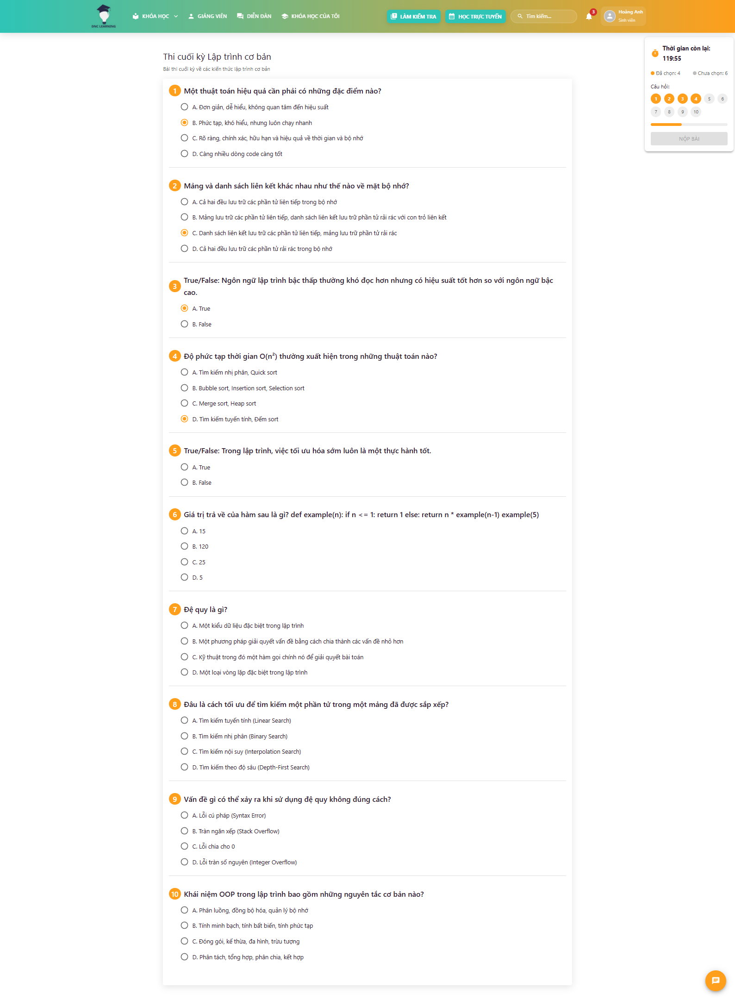 DNC LEARNING
KHÓA HỌC
GIẢNG VIÊN
DIỄN ĐÀN
KHÓA HỌC CỦA TÔI
LÀM KIỂM TRA
HỌC TRỰC TUYẾN
Tìm kiếm...
3
Hoảng Anh
Sinh viên
Thời gian còn lại:
119:55
Đã chọn: 4
Chưa chọn: 6
Câu hỏi:
1 2 3 4 5 6
7 8 9 10
NỘP BÀI
Thi cuối kỳ Lập trình cơ bản
Bài thi cuối kỳ về các kiến thức lập trình cơ bản
1 Một thuật toán hiệu quả cần phải có những đặc điểm nào?
A. Đơn giản, dễ hiểu, không quan tâm đến hiệu suất
B. Phức tạp, khó hiểu, nhưng luôn chạy nhanh
C. Rõ ràng, chính xác, hữu hạn và hiệu quả về thời gian và bộ nhớ
D. Càng nhiều dòng code càng tốt
2 Mảng và danh sách liên kết khác nhau như thế nào về mặt bộ nhớ?
A. Cả hai đều lưu trữ các phần tử liên tiếp trong bộ nhớ
B. Mảng lưu trữ các phần tử liên tiếp, danh sách liên kết lưu trữ phần tử rải rác với con trỏ liên kết
C. Danh sách liên kết lưu trữ các phần tử liên tiếp, mảng lưu trữ phần tử rải rác
D. Cả hai đều lưu trữ các phần tử rải rác trong bộ nhớ
3 True/False: Ngôn ngữ lập trình bậc thấp thường khó đọc hơn nhưng có hiệu suất tốt hơn so với ngôn ngữ bậc
cao.
A. True
B. False
4 Độ phức tạp thời gian O(n²) thường xuất hiện trong những thuật toán nào?
A. Tìm kiếm nhị phân, Quick sort
B. Bubble sort, Insertion sort, Selection sort
C. Merge sort, Heap sort
D. Tìm kiếm tuyến tính, Đếm sort
5 True/False: Trong lập trình, việc tối ưu hóa sớm luôn là một thực hành tốt.
A. True
B. False
6 Giá trị trả về của hàm sau là gì? def example(n): if n <= 1: return 1 else: return n * example(n-1) example(5)
A. 15
B. 120
C. 25
D. 5
7 Đệ quy là gì?
A. Một kiểu dữ liệu đặc biệt trong lập trình
B. Một phương pháp giải quyết vấn đề bằng cách chia thành các vấn đề nhỏ hơn
C. Kỹ thuật trong đó một hàm gọi chính nó để giải quyết bài toán
D. Một loại vòng lặp đặc biệt trong lập trình
8 Đâu là cách tối ưu để tìm kiếm một phần tử trong một mảng đã được sắp xếp?
A. Tìm kiếm tuyến tính (Linear Search)
B. Tìm kiếm nhị phân (Binary Search)
C. Tìm kiếm nội suy (Interpolation Search)
D. Tìm kiếm theo độ sâu (Depth-First Search)
9 Vấn đề gì có thể xảy ra khi sử dụng đệ quy không đúng cách?
A. Lỗi cú pháp (Syntax Error)
B. Tràn ngăn xếp (Stack Overflow)
C. Lỗi chia cho 0
D. Lỗi tràn số nguyên (Integer Overflow)
10 Khái niệm OOP trong lập trình bao gồm những nguyên tắc cơ bản nào?
A. Phân luồng, đồng bộ hóa, quản lý bộ nhớ
B. Tính minh bạch, tính bất biến, tính phức tạp
C. Đóng gói, kế thừa, đa hình, trừu tượng
D. Phân tách, tổng hợp, phân chia, kết hợp